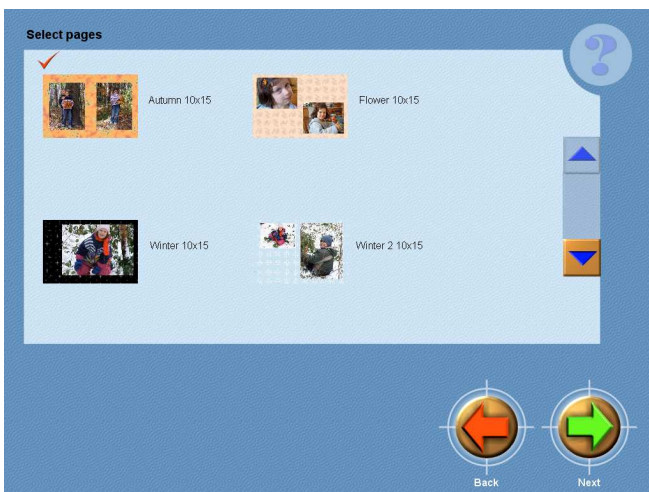 Select pages
?
Autumn 10x15
Flower 10x15
Winter 10x15
Winter 2 10x15
Back
Next